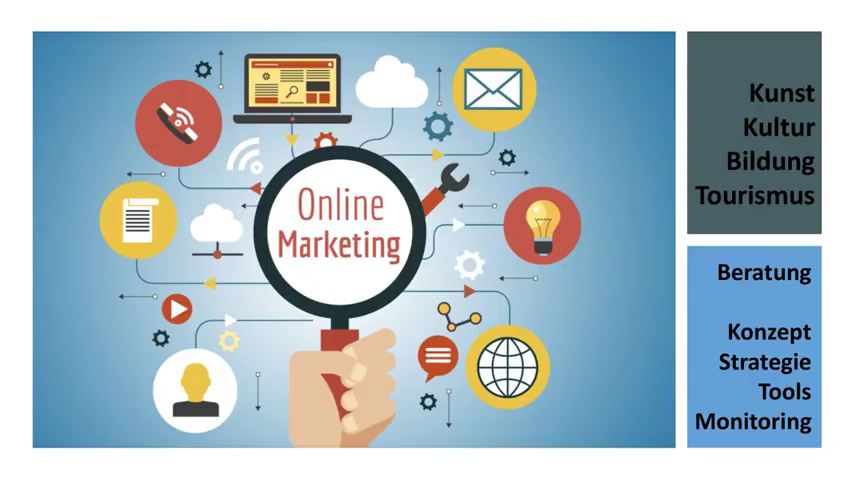 Online
Marketing
Kunst
Kultur
Bildung
Tourismus
Beratung
Konzept
Strategie
Tools
Monitoring